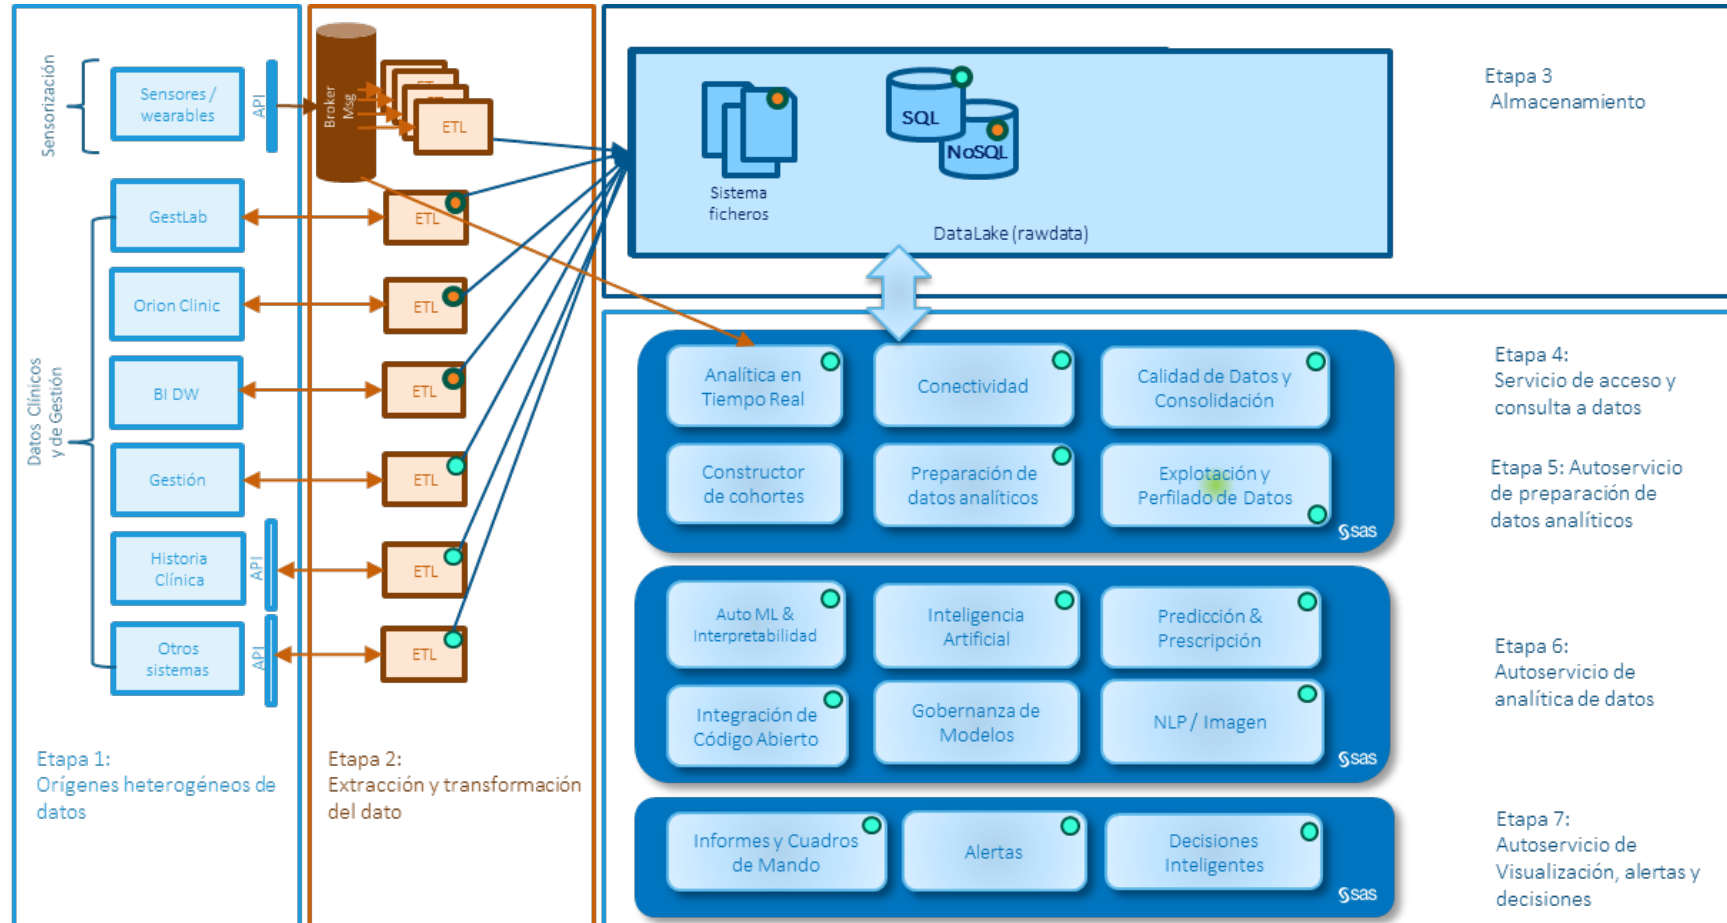 Sensorización
Sensores /
wearables
API
Broker
Msg
ETL
ETL
Datos Clínicos
y de Gestión
GestLab
ETL
Orion Clinic
ETL
BI DW
ETL
Gestión
ETL
Historia
Clínica
API
ETL
Otros
sistemas
API
ETL
Etapa 1:
Orígenes heterogéneos de
datos
Etapa 2:
Extracción y transformación
del dato
Sistema
ficheros
SQL
NoSQL
DataLake (rawdata)
Etapa 3
Almacenamiento
Analítica en
Tiempo Real
Conectividad
Calidad de Datos y
Consolidación
Constructor
de cohortes
Preparación de
datos analíticos
Explotación y
Perfilado de Datos
sas
Etapa 4:
Servicio de acceso y
consulta a datos
Etapa 5: Autoservicio
de preparación de
datos analíticos
Auto ML &
Interpretabilidad
Inteligencia
Artificial
Predicción &
Prescripción
Integración de
Código Abierto
Gobernanza de
Modelos
NLP / Imagen
sas
Etapa 6:
Autoservicio de
analítica de datos
Informes y Cuadros
de Mando
Alertas
Decisiones
Inteligentes
sas
Etapa 7:
Autoservicio de
Visualización, alertas y
decisiones